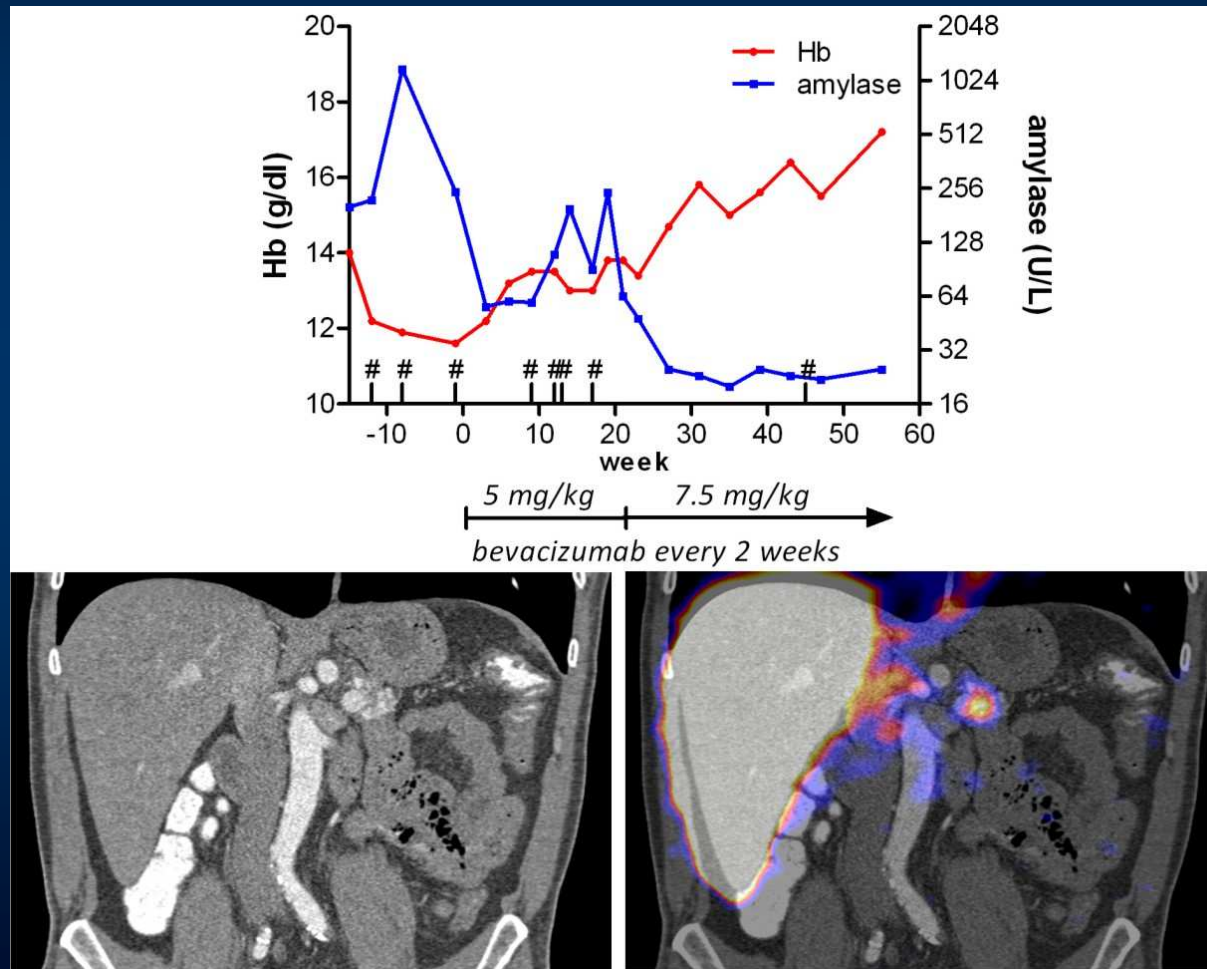 20
18
16
14
12
10
Hb (g/dl)
Hb
amylase
2048
1024
512
256
128
64
32
16
amylase (U/L)
# # # # ## # #
-10 0 10 20 30 40 50 60
week
5 mg/kg 7.5 mg/kg
bevacizumab every 2 weeks